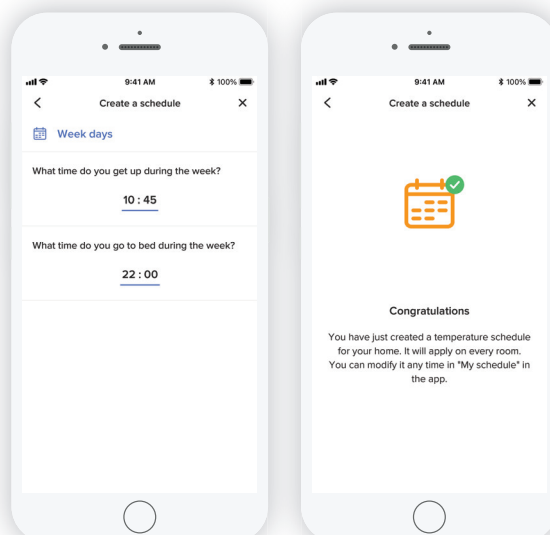 9:41 AM
100%
Create a schedule
Week days
What time do you get up during the week?
10 : 45
What time do you go to bed during the week?
22 : 00
9:41 AM
100%
Create a schedule
Congratulations
You have just created a temperature schedule
for your home. It will apply on every room.
You can modify it any time in "My schedule" in
the app.